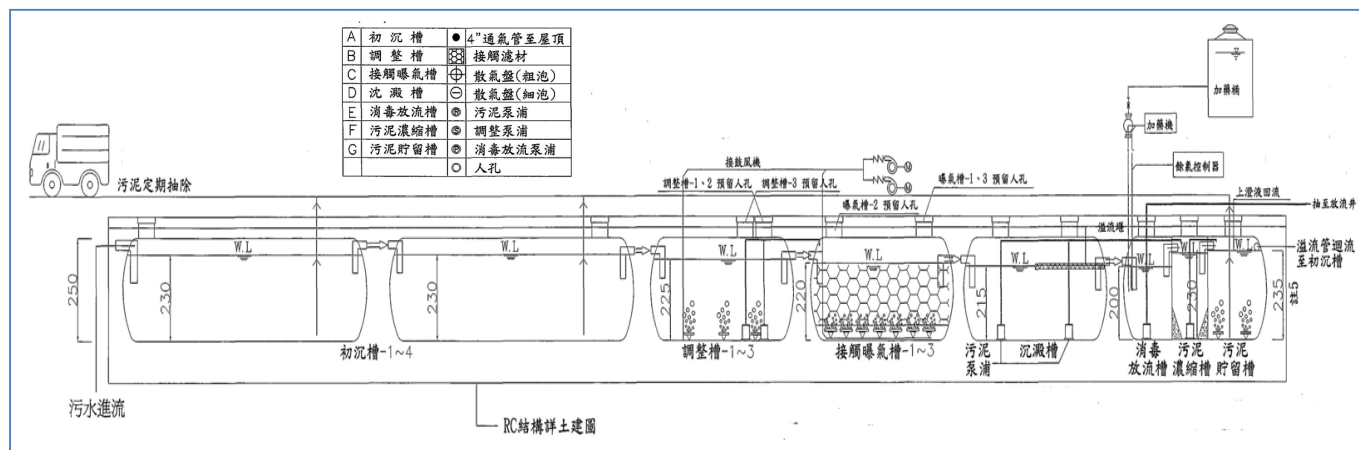 A 初沉槽 ● 4"通氣管至屋頂
B 調整槽 接觸濾材
C 接觸曝氣槽 散氣盤(粗泡)
D 沈澱槽 散氣盤(細泡)
E 消毒放流槽 污泥泵浦
F 污泥濃縮槽 調整泵浦
G 污泥貯留槽 消毒放流泵浦
人孔
加藥桶
加藥機
餘氯控制器
接鼓風機
污泥定期抽除
調整槽-1、2 預留人孔
調整槽-3 預留人孔
曝氣槽-1、3 預留人孔
曝氣槽-2 預留人孔
上澄液回流
抽至放流井
溢流堰
溢流管迴流
至初沉槽
W.L
W.L
W.L
W.L
W.L
W.L
W.L
W.L
250
230
230
225
220
215
200
230
235
註5
初沉槽-1~4
調整槽-1~3
接觸曝氣槽-1~3
污泥
泵浦
沉澱槽
消毒
放流槽
污泥
濃縮槽
污泥
貯留槽
污水進流
RC結構詳土建圖